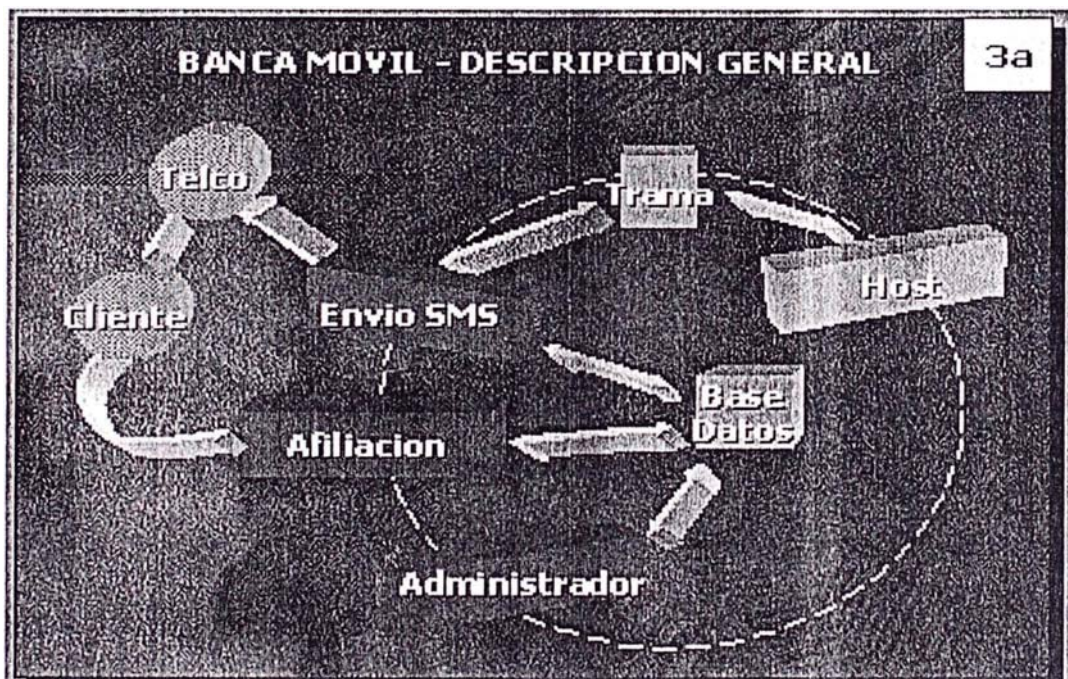 BANCA MOVIL - DESCRIPCION GENERAL
3a
Telco
Trama
Cliente
Envio SMS
Host
Base
Datos
Afiliacion
Administrador